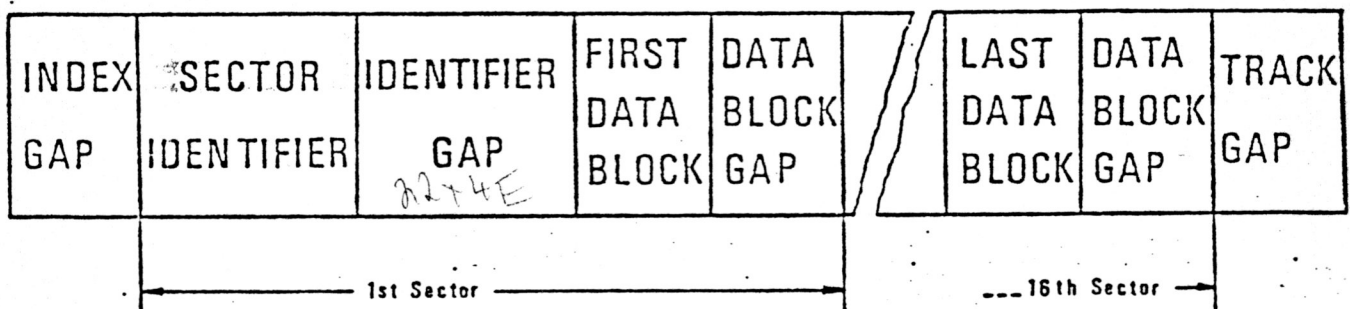 INDEX GAP
SECTOR IDENTIFIER
IDENTIFIER GAP
22x4E
FIRST DATA BLOCK
DATA BLOCK GAP
LAST DATA BLOCK
DATA BLOCK GAP
TRACK GAP
1st Sector
16th Sector